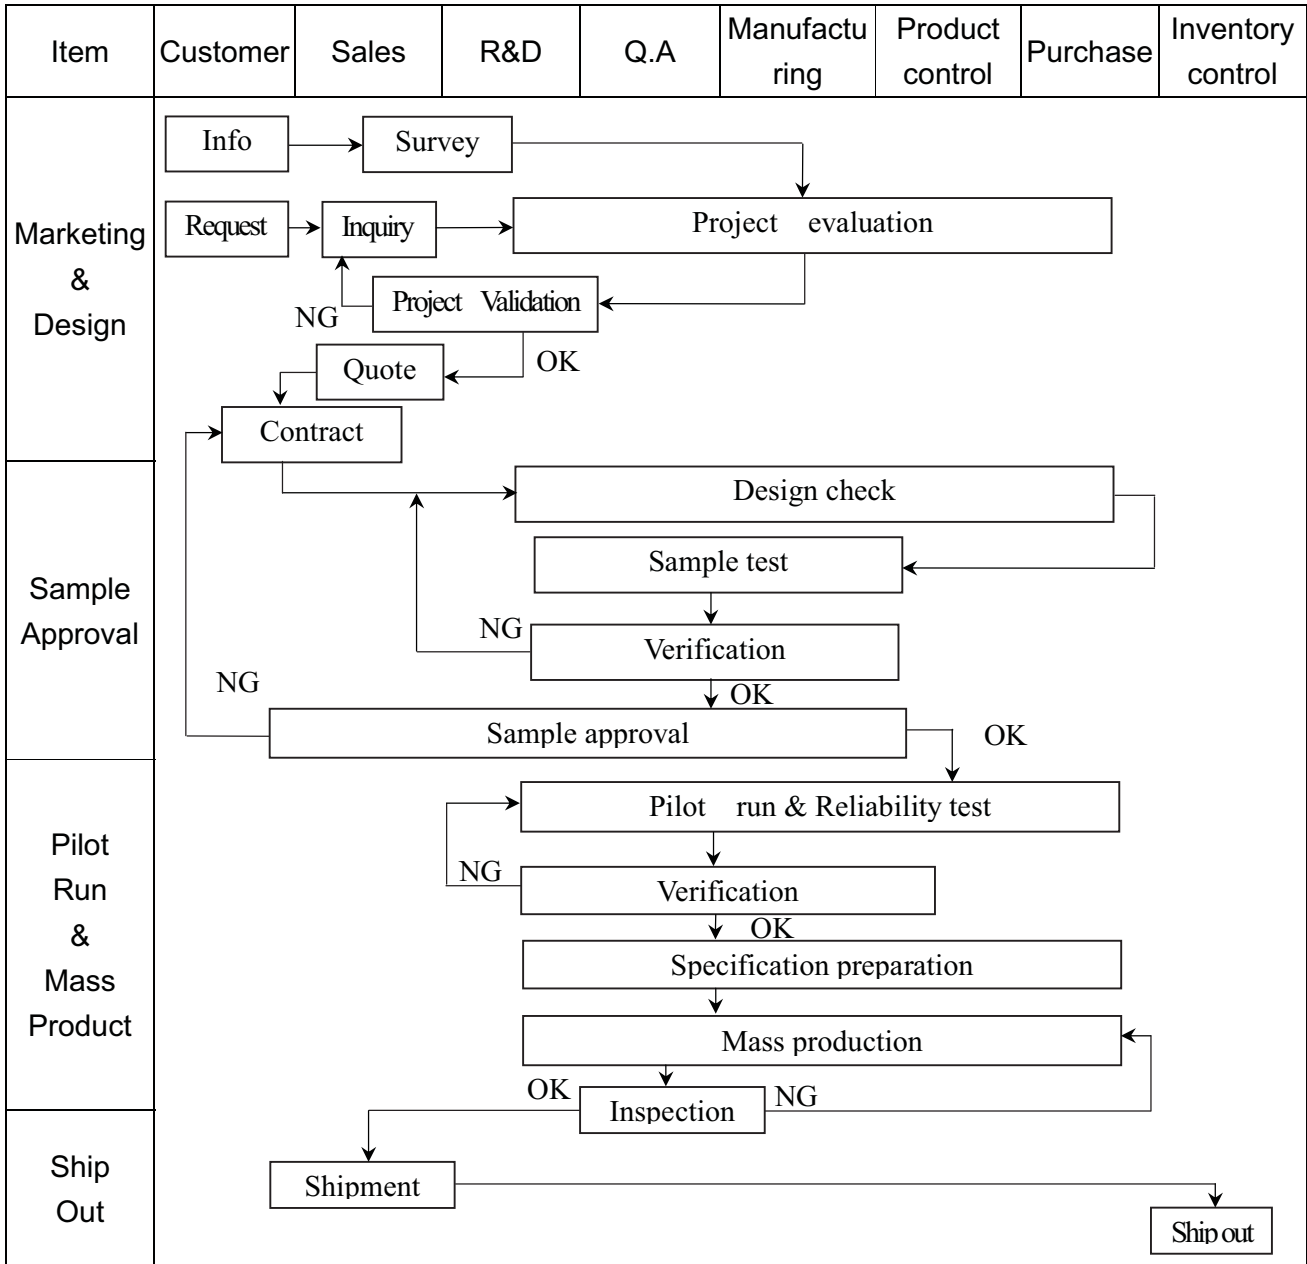 Item
Customer
Sales
R&D
Q.A
Manufactu
ring
Product
control
Purchase
Inventory
control
Marketing
&
Design
Info
Survey
Request
Inquiry
Project evaluation
NG
Project Validation
Quote
OK
Contract
Sample
Approval
Design check
Sample test
NG
Verification
NG
OK
Sample approval
OK
Pilot
Run
&
Mass
Product
Pilot run & Reliability test
NG
Verification
OK
Specification preparation
Mass production
OK
Inspection
NG
Ship
Out
Shipment
Ship out